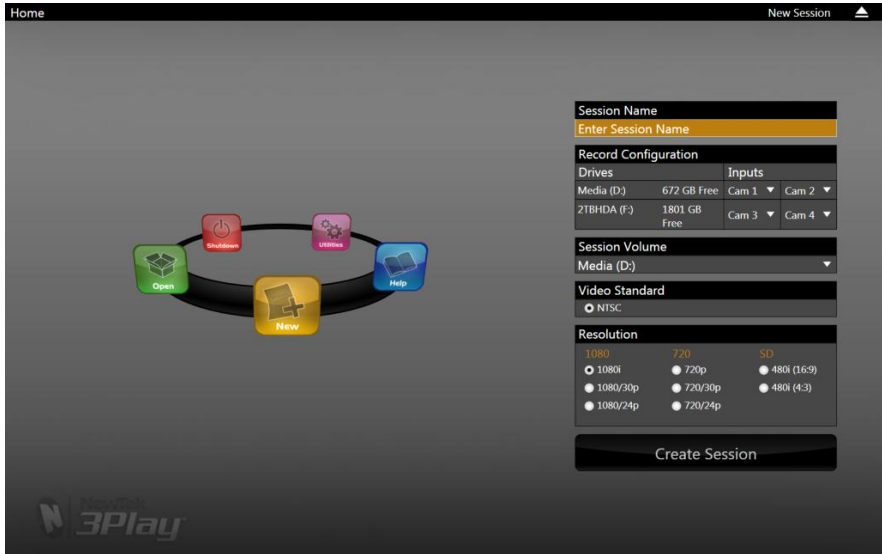 Home
New Session
Shutdown
Utilities
Open
Help
New
Session Name
Enter Session Name
Record Configuration
Drives Inputs
Media (D:) 672 GB Free Cam 1 Cam 2
2TBHDA (F:) 1801 GB Free Cam 3 Cam 4
Session Volume
Media (D:)
Video Standard
NTSC
Resolution
1080 720 SD
1080i 720p 480i (16:9)
1080/30p 720/30p 480i (4:3)
1080/24p 720/24p
Create Session
NewTek
3Play